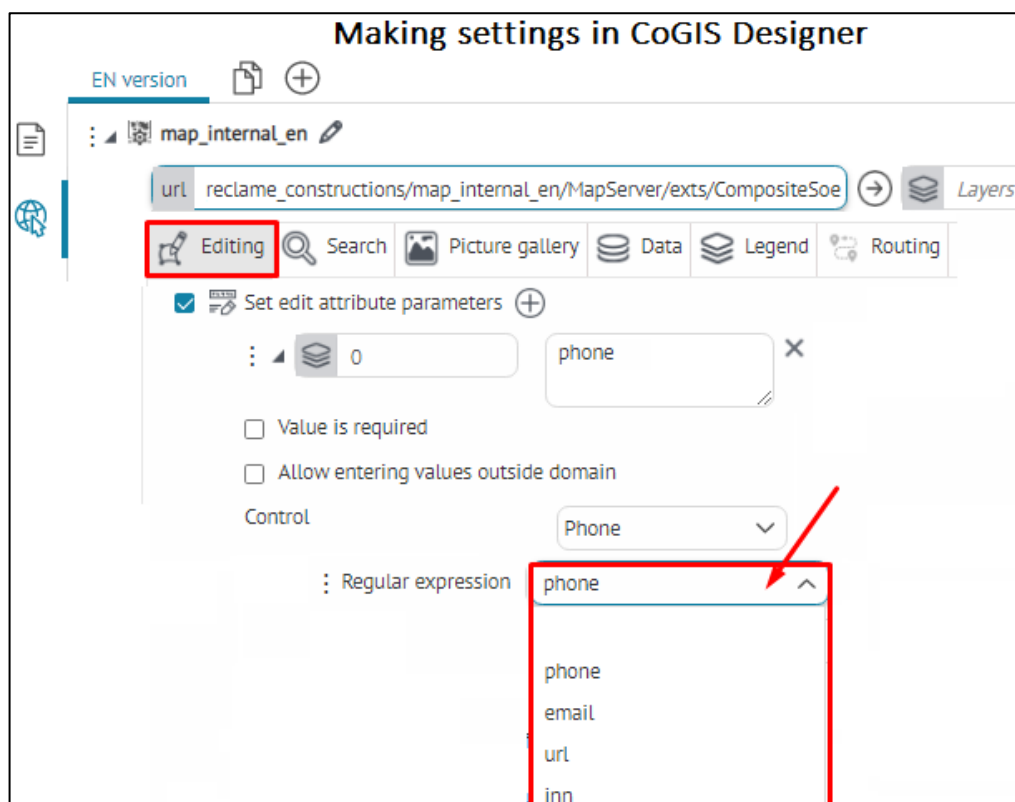 Making settings in CoGIS Designer
EN version
map_internal_en
url reclame_constructions/map_internal_en/MapServer/exts/CompositeSoe Layers
Editing Search Picture gallery Data Legend Routing
Set edit attribute parameters
0 phone
Value is required
Allow entering values outside domain
Control Phone
Regular expression phone
phone
email
url
inn